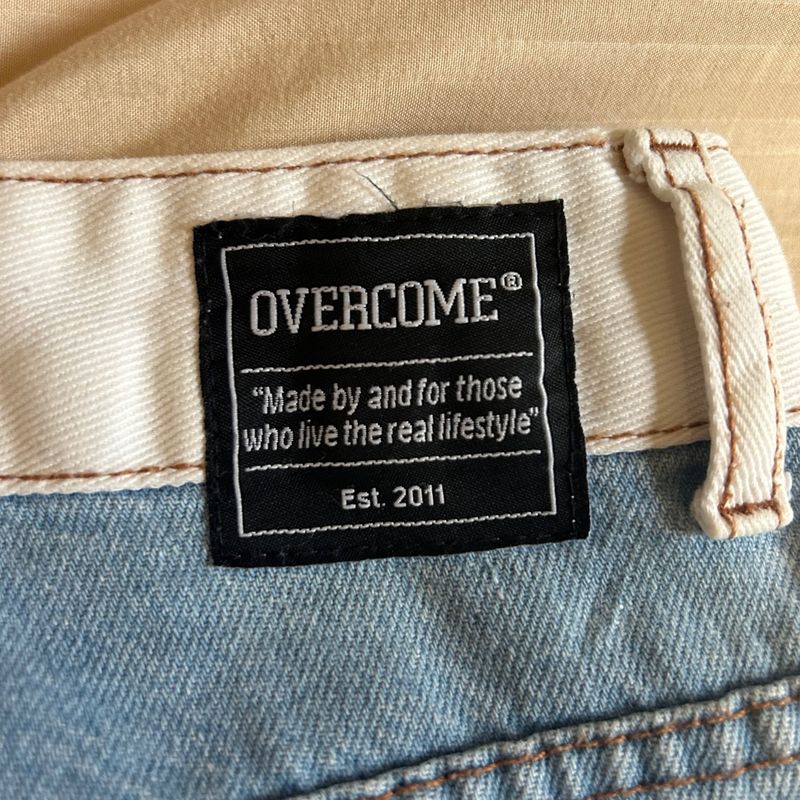 OVERCOME®
“Made by and for those
who live the real lifestyle”
Est. 2011